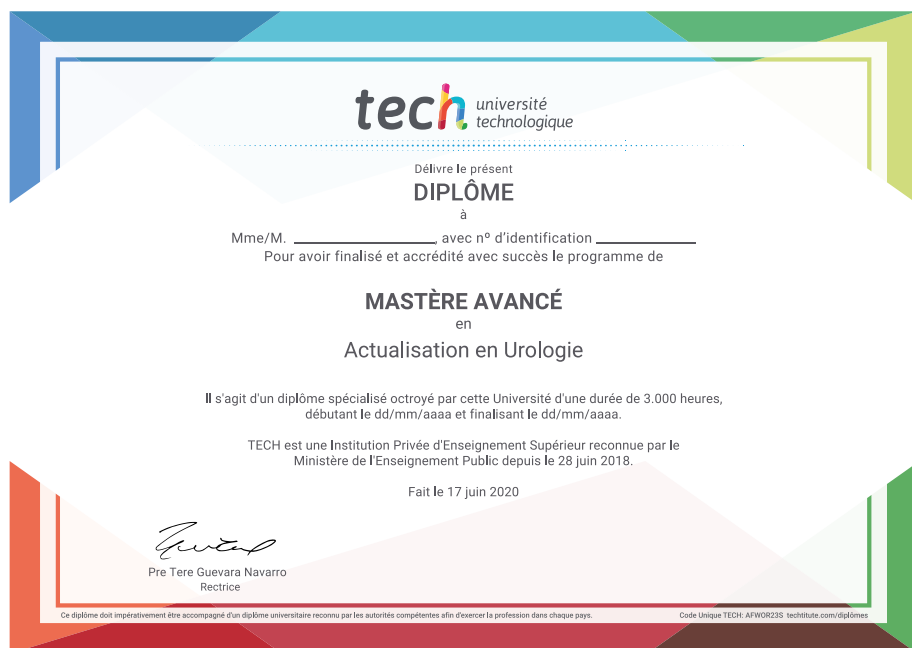 tech université
technologique
Délivre le présent
DIPLÔME
à
Mme/M. ____________________, avec nº d'identification ______________
Pour avoir finalisé et accrédité avec succès le programme de
MASTÈRE AVANCÉ
en
Actualisation en Urologie
Il s'agit d'un diplôme spécialisé octroyé par cette Université d'une durée de 3.000 heures,
débutant le dd/mm/aaaa et finalisant le dd/mm/aaaa.
TECH est une Institution Privée d'Enseignement Supérieur reconnue par le
Ministère de l'Enseignement Public depuis le 28 juin 2018.
Fait le 17 juin 2020
Pre Tere Guevara Navarro
Rectrice
Ce diplôme doit impérativement être accompagné d'un diplôme universitaire reconnu par les autorités compétentes afin d'exercer la profession dans chaque pays.
Code Unique TECH: AFWOR23S techtitute.com/diplômes